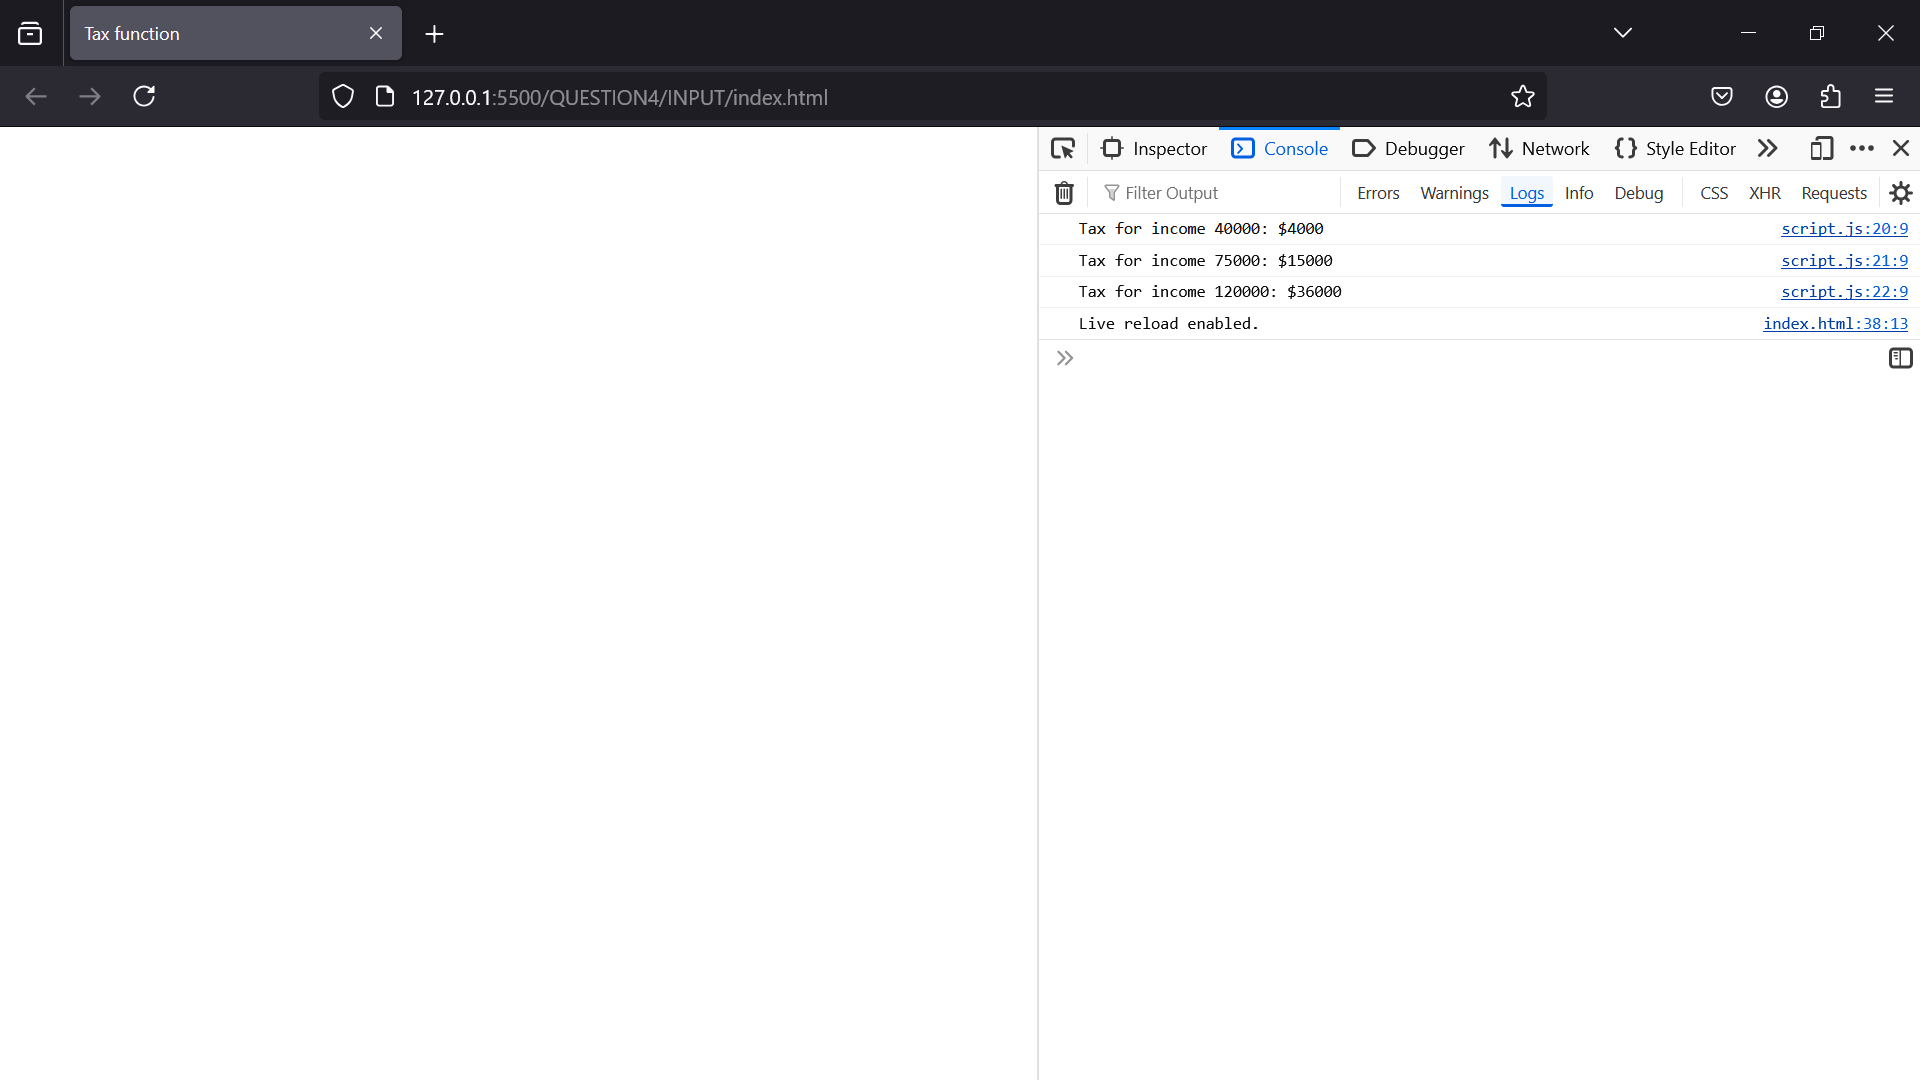 Tax function
127.0.0.1:5500/QUESTION4/INPUT/index.html
Inspector Console Debugger Network Style Editor
Filter Output Errors Warnings Logs Info Debug CSS XHR Requests
Tax for income 40000: $4000 script.js:20:9
Tax for income 75000: $15000 script.js:21:9
Tax for income 120000: $36000 script.js:22:9
Live reload enabled. index.html:38:13